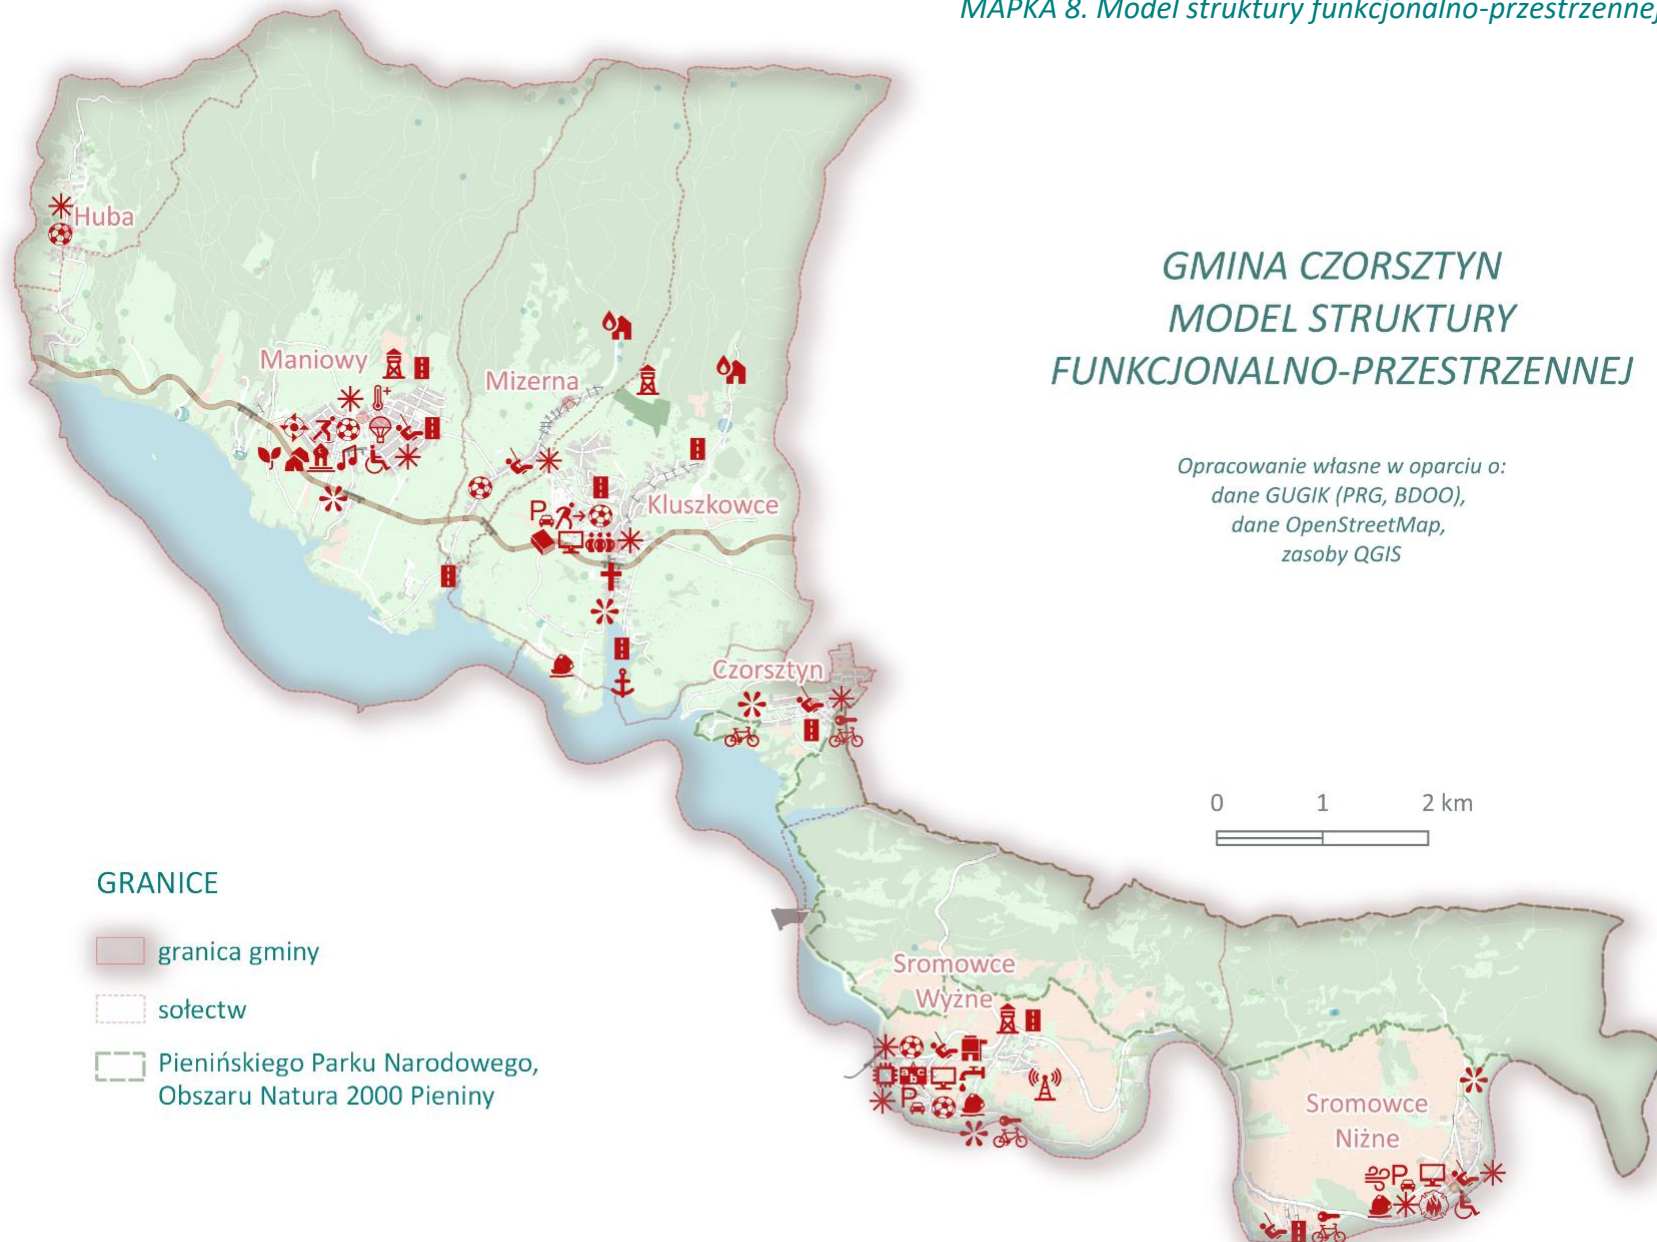 MAPKA 8. Model struktury funkcjonalno-przestrzennej
Huba
GMINA CZORSZTYN
MODEL STRUKTURY
FUNKCJONALNO-PRZESTRZENNEJ
Maniowy
Mizerna
Opracowanie własne w oparciu o:
dane GUGIK (PRG, BDOO),
dane OpenStreetMap,
zasoby QGIS
Kluszkowce
P
Czorsztyn
0 1 2 km
GRANICE
granica gminy
sołectw
Pienińskiego Parku Narodowego,
Obszaru Natura 2000 Pieniny
Sromowce
Wyżne
P
Sromowce
Niżne
P